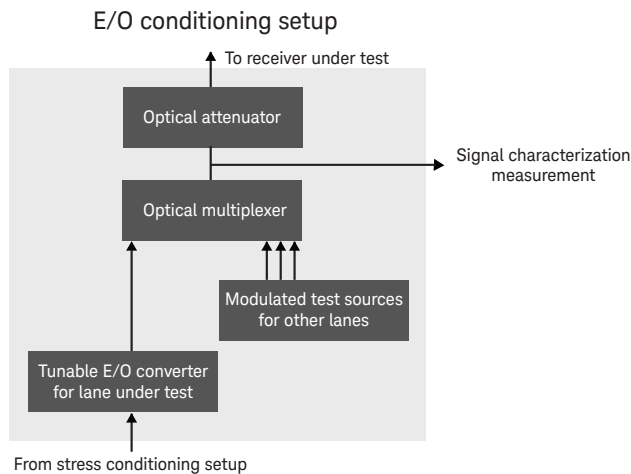 E/O conditioning setup
To receiver under test
Optical attenuator
Signal characterization
measurement
Optical multiplexer
Modulated test sources
for other lanes
Tunable E/O converter
for lane under test
From stress conditioning setup